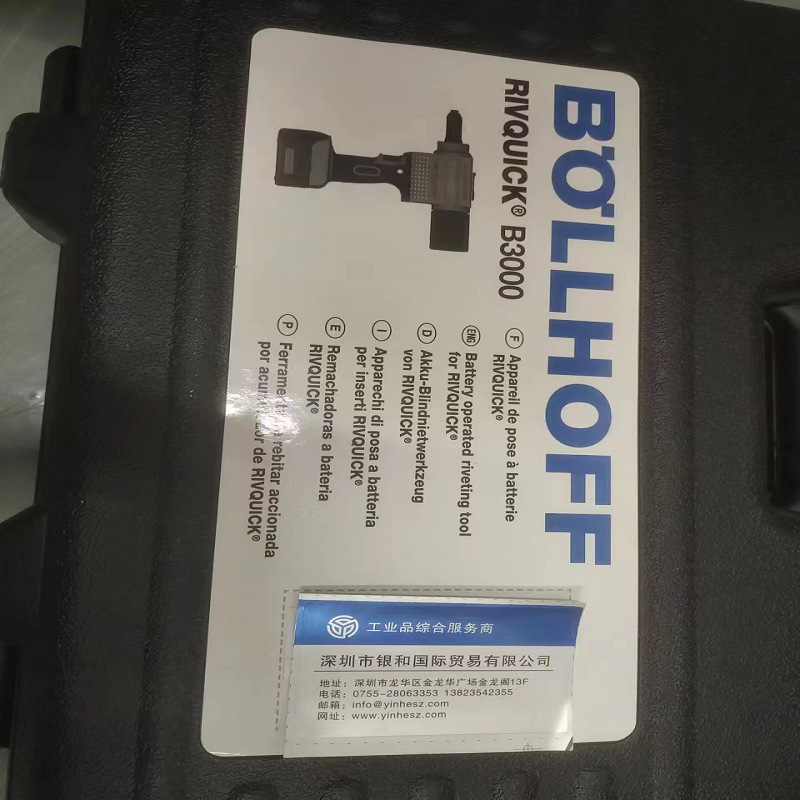 BÖLLHOFF
RIVQUICK® B3000
F Appareil de pose à batterie
RIVQUICK®
ENG Battery operated riveting tool
for RIVQUICK®
D Akku-Blindnietwerkzeug
von RIVQUICK®
I Apparechi di posa a batteria
per inserti RIVQUICK®
E Remachadoras a bateria
RIVQUICK®
P rebitar accionada
por de RIVQUICK®
工业品综合服务商
深圳市银和国际贸易有限公司
地址：深圳市龙华区金龙华广场金龙阁13F
电话：0755-28063353 13823542355
邮箱：info@yinhesz.com
网址：www.yinhesz.com